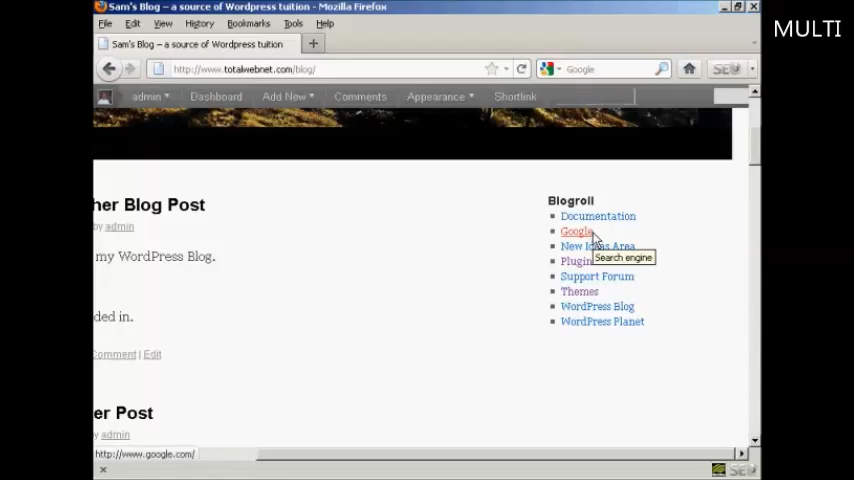 Sam's Blog – a source of Wordpress tuition - Mozilla Firefox
MULTI
File Edit View History Bookmarks Tools Help
Sam's Blog – a source of Wordpress tuition +
http://www.totalwebnet.com/blog/ Google SE
admin Dashboard Add New Comments Appearance Shortlink
her Blog Post
by admin
my WordPress Blog.
ded in.
Comment | Edit
er Post
by admin
Blogroll
Documentation
Google
New Ideas Area
Plugin
Search engine
Support Forum
Themes
WordPress Blog
WordPress Planet
http://www.google.com/
SE